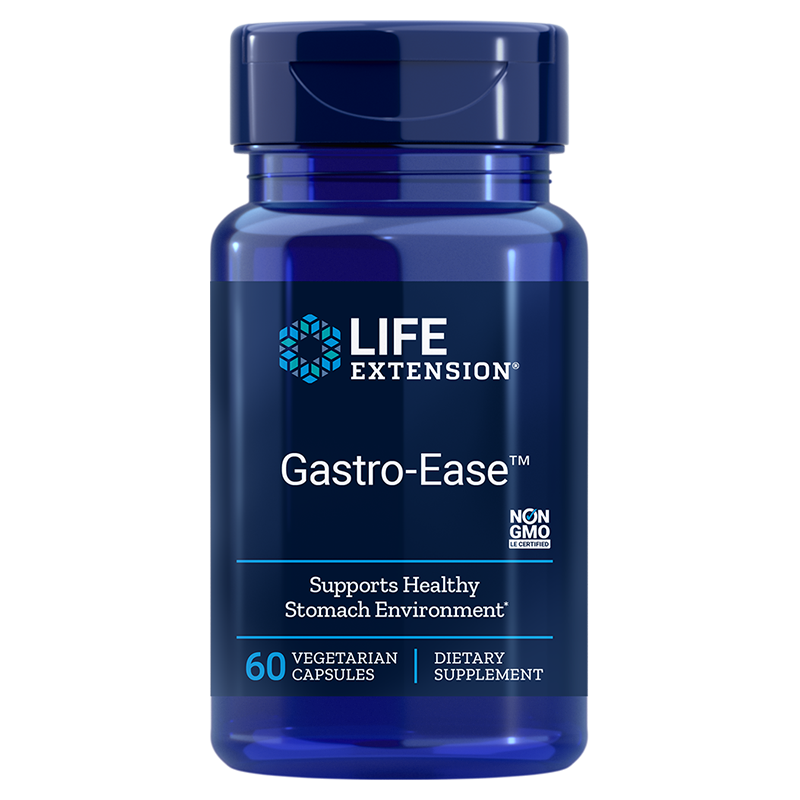 LIFE
EXTENSION®
Gastro-Ease™
NON
GMO
LE CERTIFIED
Supports Healthy
Stomach Environment*
60 VEGETARIAN CAPSULES | DIETARY SUPPLEMENT